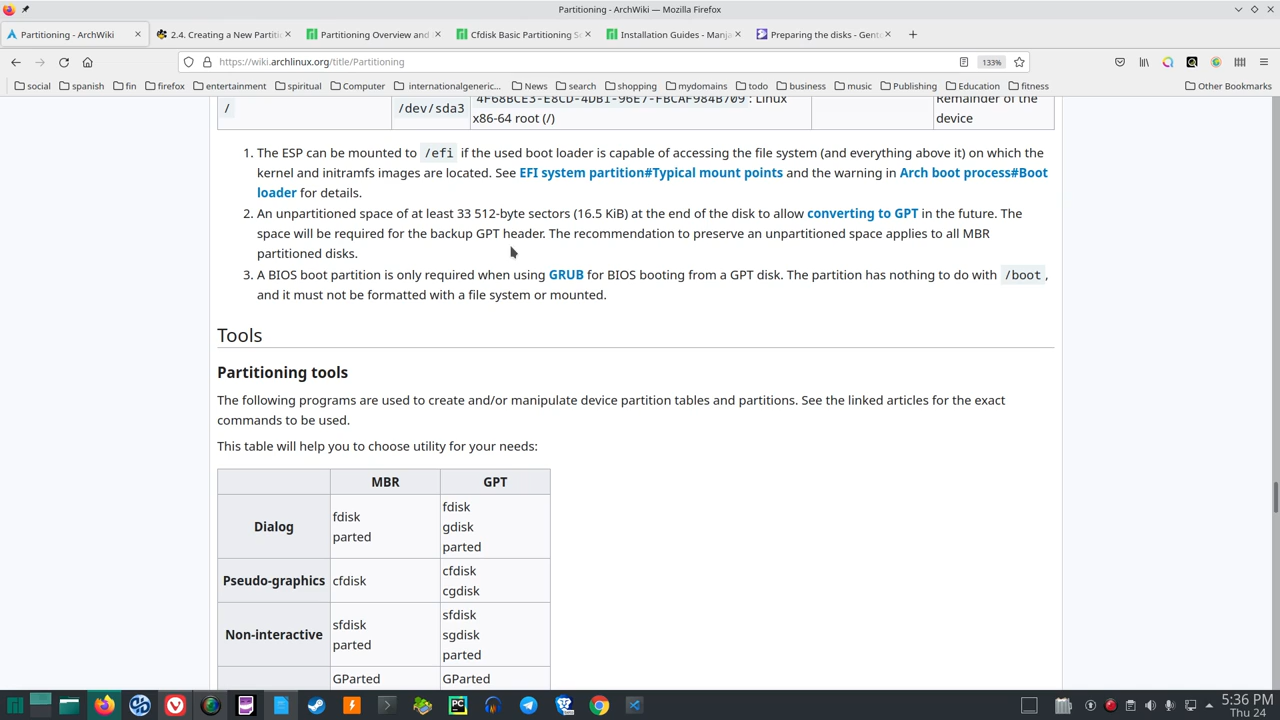 Partitioning - ArchWiki — Mozilla Firefox
Partitioning - ArchWiki
2.4. Creating a New Partiti
Partitioning Overview and
Cfdisk Basic Partitioning S
Installation Guides - Manja
Preparing the disks - Gent
https://wiki.archlinux.org/title/Partitioning
133%
social
spanish
fin
firefox
entertainment
spiritual
Computer
internationalgeneric...
News
search
shopping
mydomains
todo
business
music
Publishing
Education
fitness
Other Bookmarks
/
/dev/sda3
4F68BCE3-E8CD-4DB1-96E7-FBCAF984B709: Linux
x86-64 root (/)
Remainder of the
device
1. The ESP can be mounted to /efi if the used boot loader is capable of accessing the file system (and everything above it) on which the
kernel and initramfs images are located. See EFI system partition#Typical mount points and the warning in Arch boot process#Boot
loader for details.
2. An unpartitioned space of at least 33 512-byte sectors (16.5 KiB) at the end of the disk to allow converting to GPT in the future. The
space will be required for the backup GPT header. The recommendation to preserve an unpartitioned space applies to all MBR
partitioned disks.
3. A BIOS boot partition is only required when using GRUB for BIOS booting from a GPT disk. The partition has nothing to do with /boot,
and it must not be formatted with a file system or mounted.
Tools
Partitioning tools
The following programs are used to create and/or manipulate device partition tables and partitions. See the linked articles for the exact
commands to be used.
This table will help you to choose utility for your needs:
MBR
GPT
Dialog
fdisk
parted
fdisk
gdisk
parted
Pseudo-graphics
cfdisk
cfdisk
cgdisk
Non-interactive
sfdisk
parted
sfdisk
sgdisk
parted
GParted
GParted
PC
5:36 PM
Thu 24